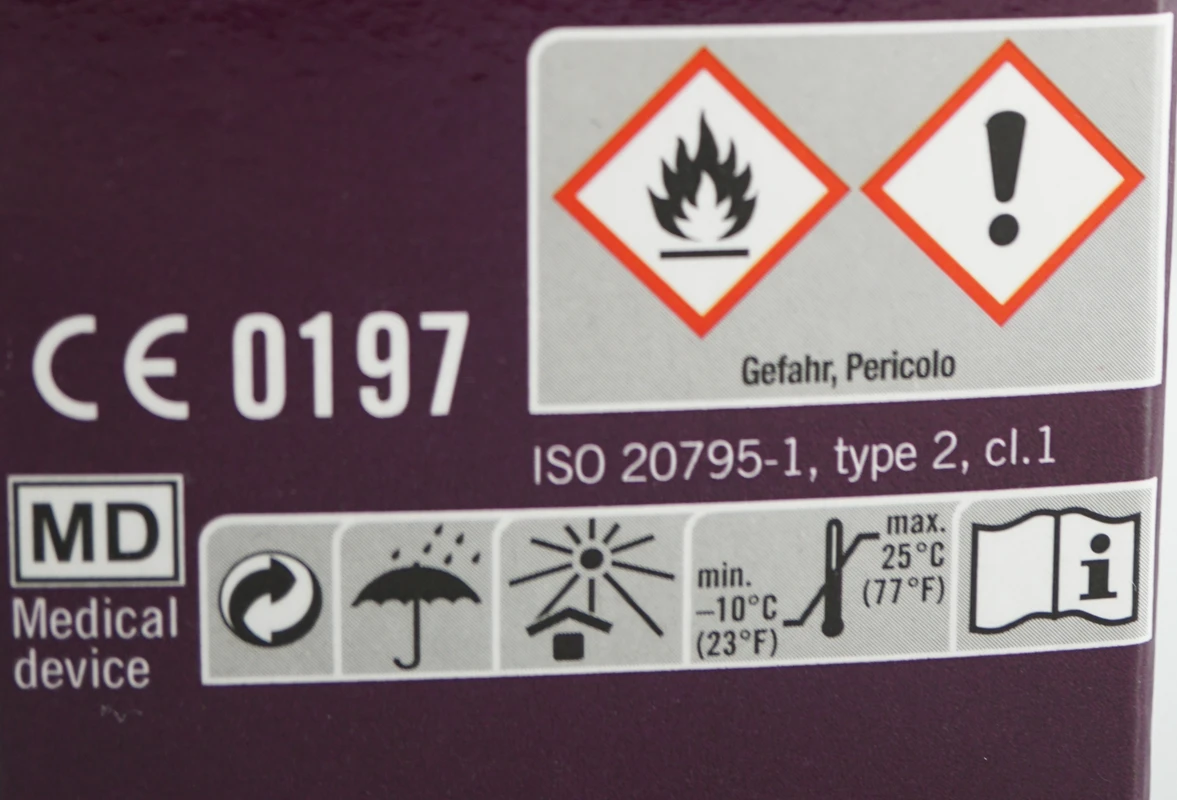 Gefahr, Pericolo
CE 0197
ISO 20795-1, type 2, cl.1
MD
Medical
device
min.
–10°C
(23°F)
max.
25°C
(77°F)
i